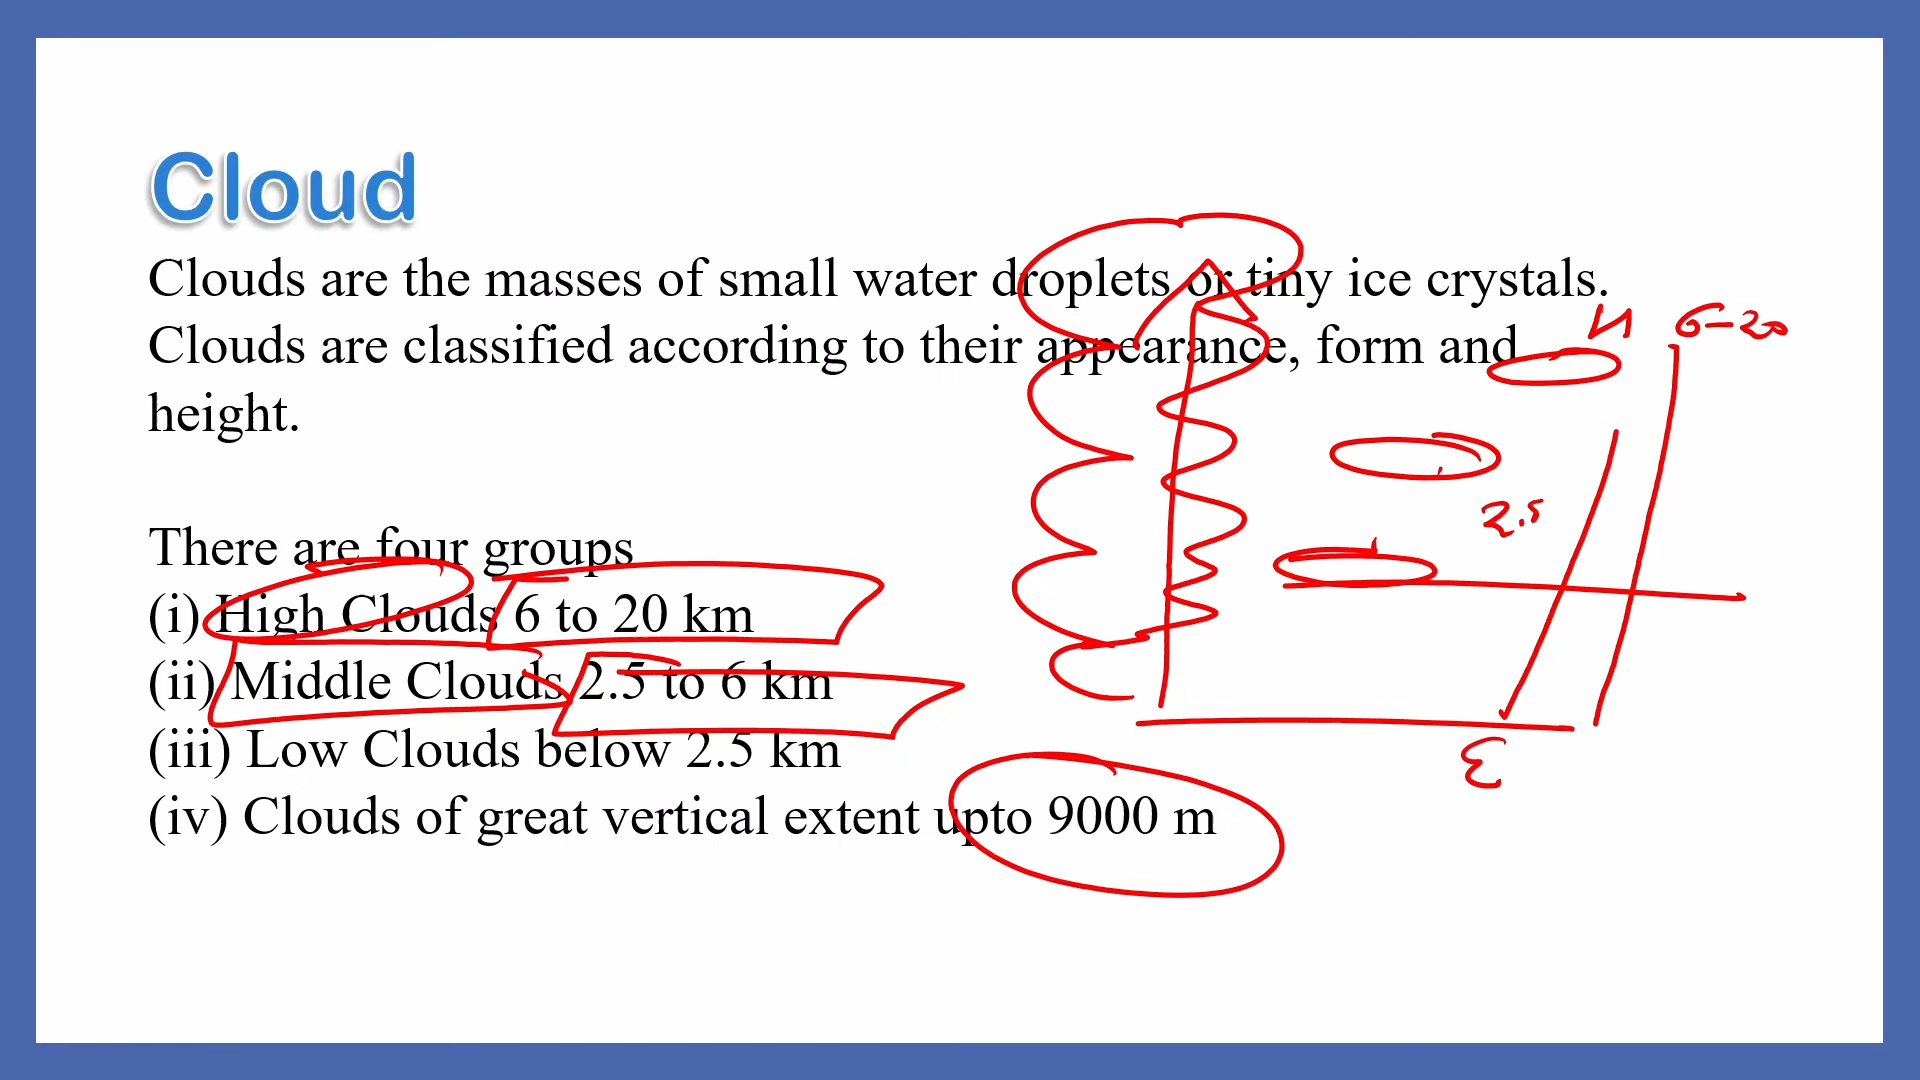 Cloud
Clouds are the masses of small water droplets or tiny ice crystals.
Clouds are classified according to their appearance, form and
height.
There are four groups
(i) High Clouds 6 to 20 km
(ii) Middle Clouds 2.5 to 6 km
(iii) Low Clouds below 2.5 km
(iv) Clouds of great vertical extent upto 9000 m
6-20
2.5